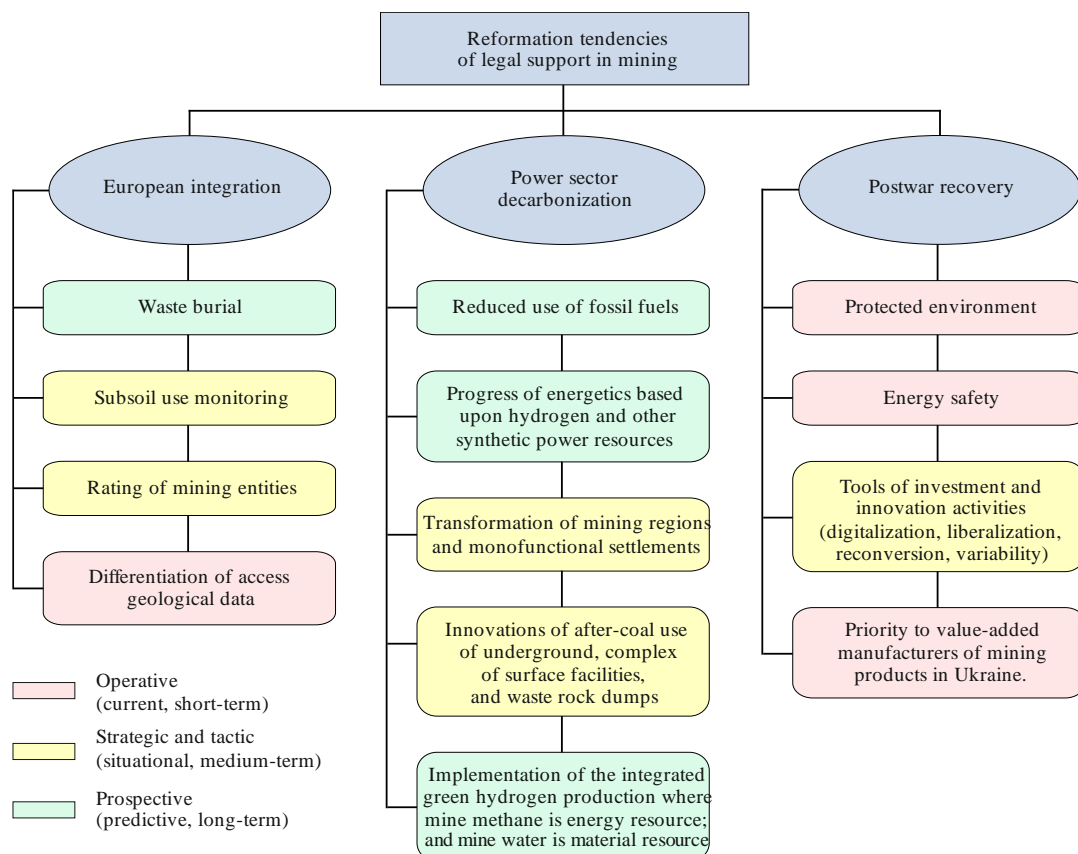 Reformation tendencies
of legal support in mining
European integration
Power sector
decarbonization
Postwar recovery
Waste burial
Subsoil use monitoring
Rating of mining entities
Differentiation of access
geological data
Reduced use of fossil fuels
Progress of energetics based
upon hydrogen and other
synthetic power resources
Transformation of mining regions
and monofunctional settlements
Innovations of after-coal use
of underground, complex
of surface facilities,
and waste rock dumps
Implementation of the integrated
green hydrogen production where
mine methane is energy resource;
and mine water is material resource
Protected environment
Energy safety
Tools of investment and
innovation activities
(digitalization, liberalization,
reconversion, variability)
Priority to value-added
manufacturers of mining
products in Ukraine.
Operative
(current, short-term)
Strategic and tactic
(situational, medium-term)
Prospective
(predictive, long-term)